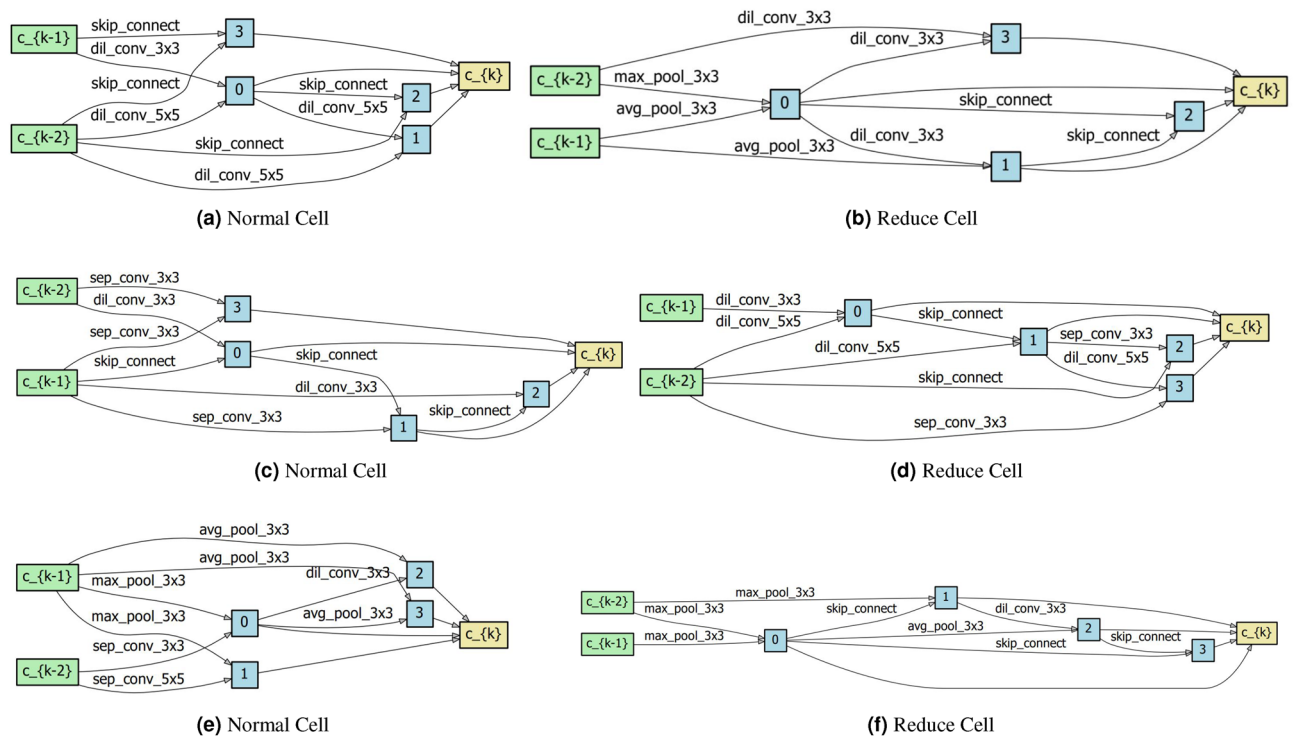 skip_connect
c_{k-1}
3
dil_conv_3x3
c_{k}
skip_connect
0
skip_connect
2
dil_conv_5x5
dil_conv_5x5
c_{k-2}
1
skip_connect
dil_conv_5x5
(a) Normal Cell
dil_conv_3x3
dil_conv_3x3
3
c_{k-2}
max_pool_3x3
c_{k}
0
skip_connect
avg_pool_3x3
2
c_{k-1}
dil_conv_3x3
skip_connect
avg_pool_3x3
1
(b) Reduce Cell
sep_conv_3x3
c_{k-2}
dil_conv_3x3
3
sep_conv_3x3
0
skip_connect
c_{k}
skip_connect
c_{k-1}
dil_conv_3x3
2
sep_conv_3x3
skip_connect
1
(c) Normal Cell
c_{k-1}
dil_conv_3x3
0
dil_conv_5x5
skip_connect
c_{k}
sep_conv_3x3
1
2
dil_conv_5x5
dil_conv_5x5
c_{k-2}
skip_connect
3
sep_conv_3x3
(d) Reduce Cell
avg_pool_3x3
avg_pool_3x3
c_{k-1}
dil_conv_3x3
2
max_pool_3x3
max_pool_3x3
avg_pool_3x3
3
0
c_{k}
sep_conv_3x3
c_{k-2}
1
sep_conv_5x5
(e) Normal Cell
max_pool_3x3
1
c_{k-2}
max_pool_3x3
skip_connect
dil_conv_3x3
avg_pool_3x3
2
c_{k}
c_{k-1}
max_pool_3x3
0
skip_connect
skip_connect
3
(f) Reduce Cell